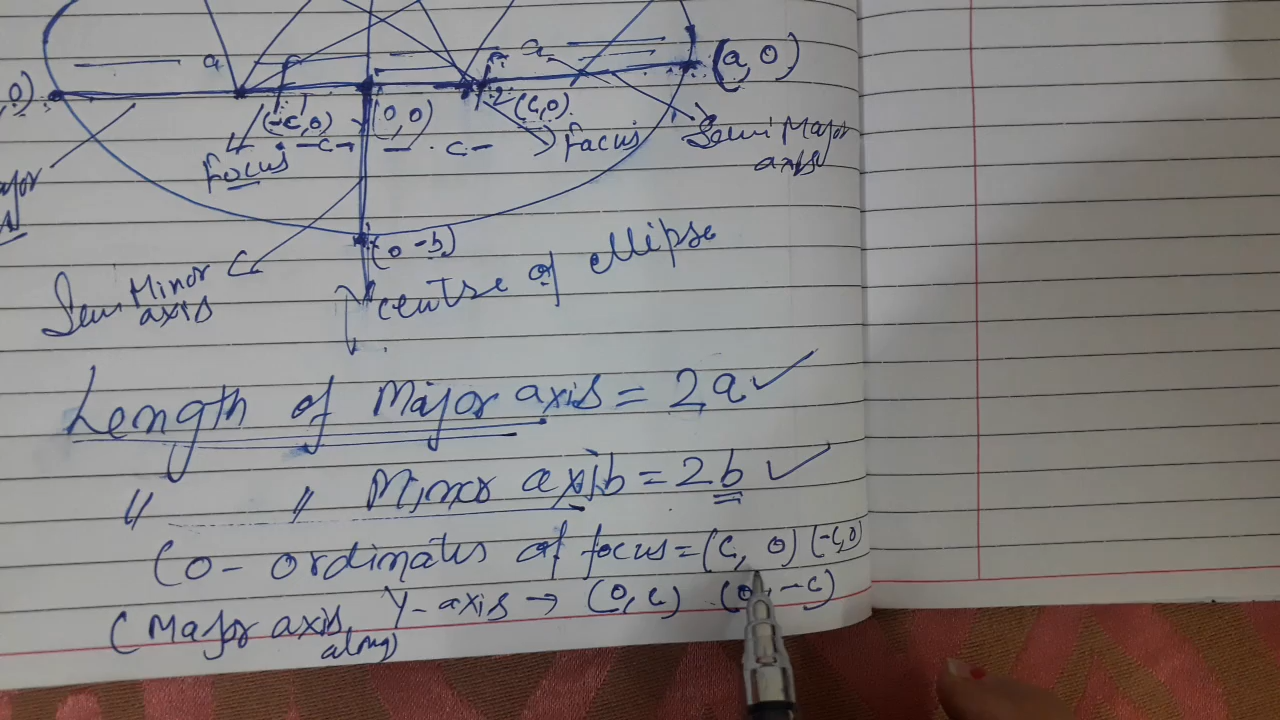 a
a
(a, 0)
0)
(-c, 0)
(0, 0)
(c, 0)
Focus
-c-
- c -
Focus
Semi Major
axis
(0 -b)
Semi Minor
axis
centre of ellipse
Length of Major axis = 2a ✓
〃 〃 Minor axis = 2b ✓
Co-ordinates of focus = (c, 0) (-c, 0)
(Major axis along Y-axis → (0, c) (0, -c)